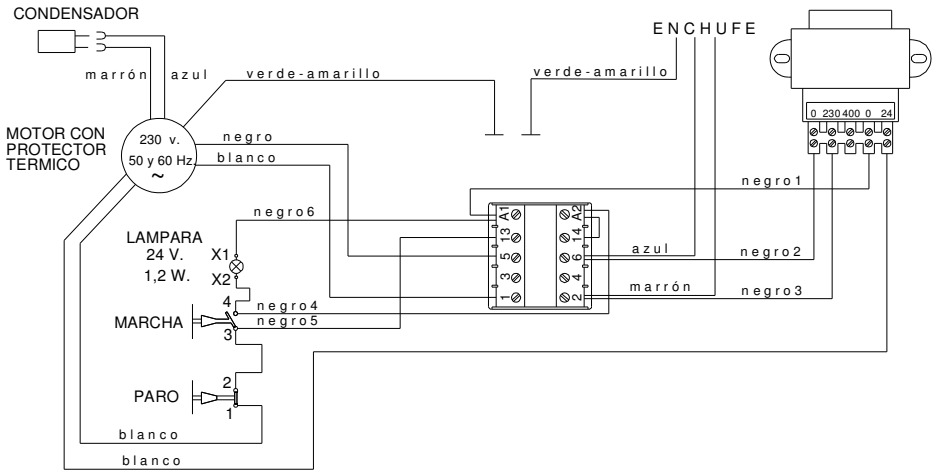 CONDENSADOR
ENCHUFE
marrón
azul
verde-amarillo
verde-amarillo
0 230 400 0 24
MOTOR CON
PROTECTOR
TERMICO
230 v.
50 y 60 Hz.
~
negro
blanco
negro1
negro6
A1
A2
13
14
5
6
3
4
1
2
azul
negro2
marrón
negro3
LAMPARA
24 V.
1,2 W.
X1
X2
4
negro4
negro5
MARCHA
3
2
PARO
1
blanco
blanco